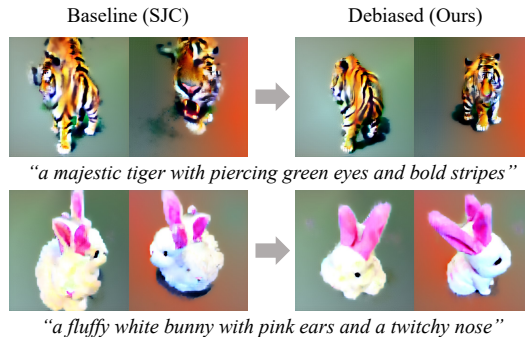 Baseline (SJC) Debiased (Ours)
“a majestic tiger with piercing green eyes and bold stripes”
“a fluffy white bunny with pink ears and a twitchy nose”